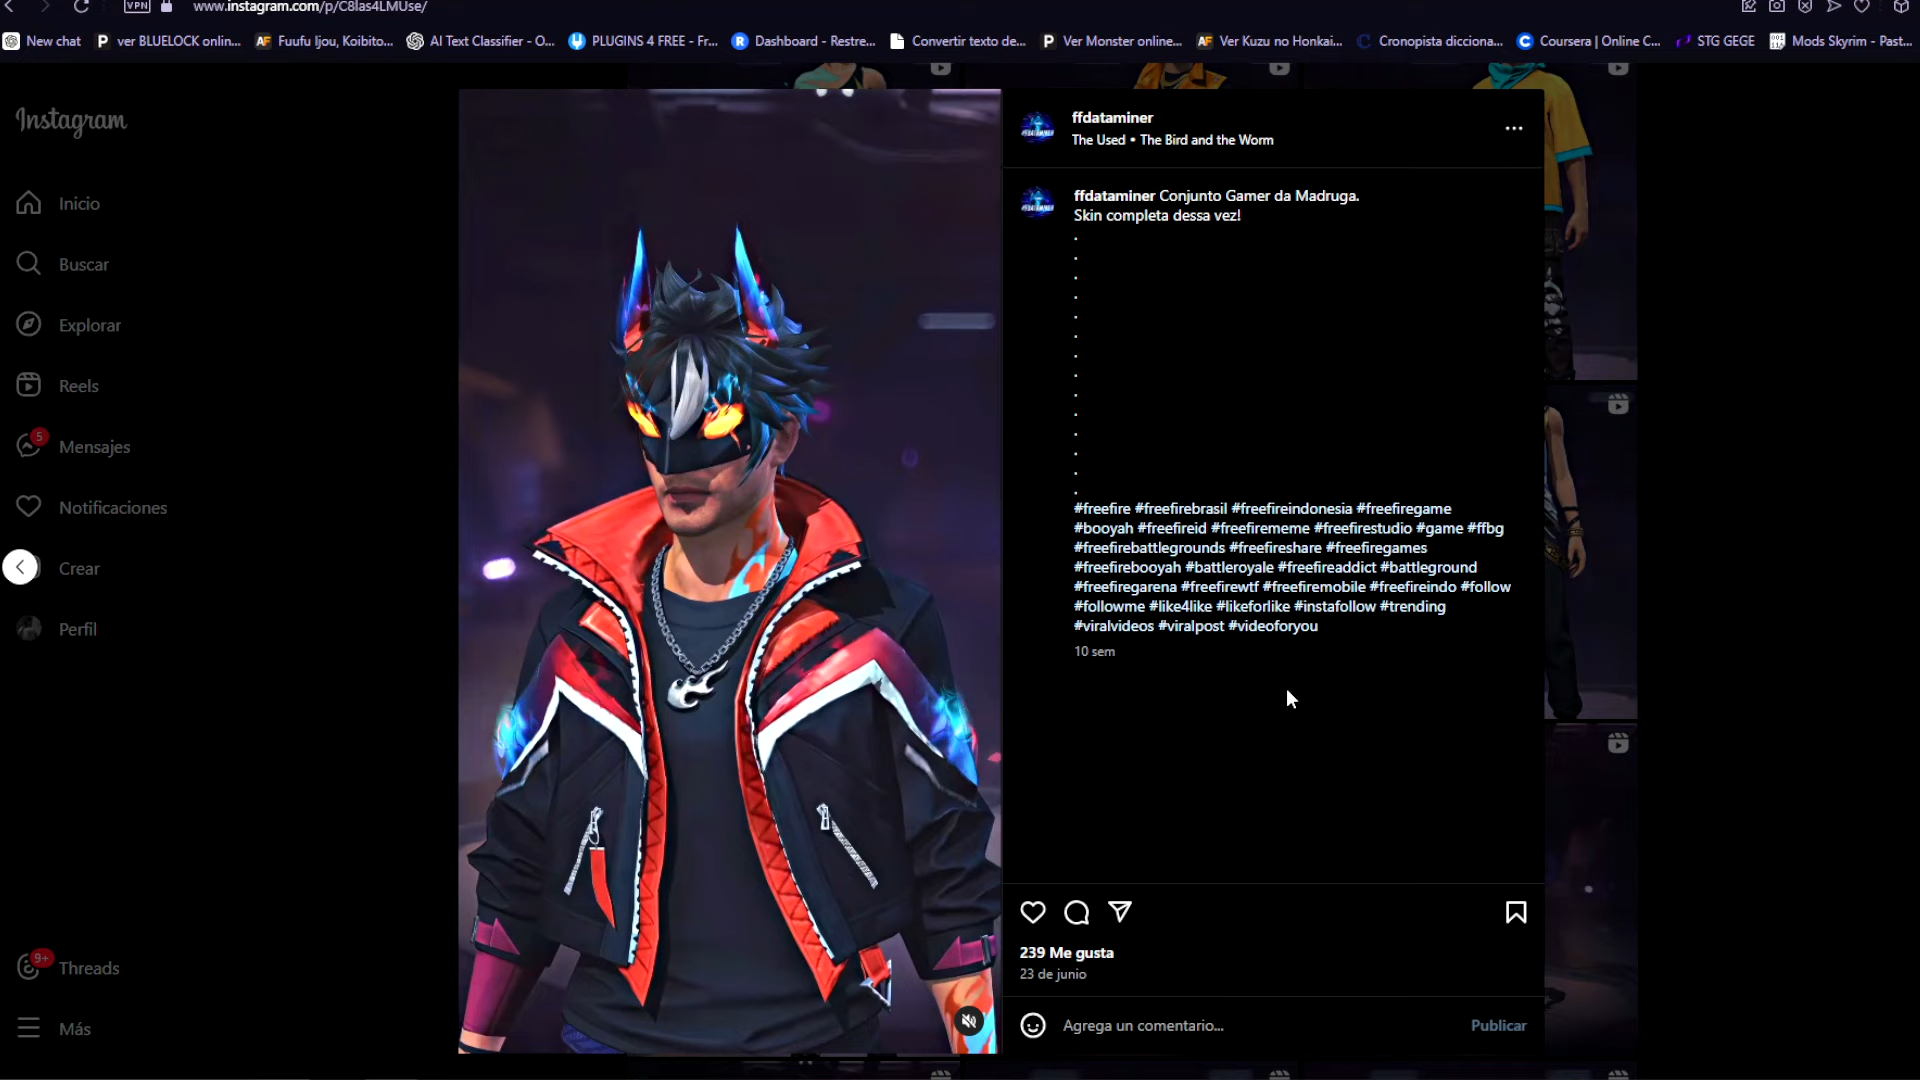 VPN
www.instagram.com/p/C8las4LMUse/
New chat
ver BLUELOCK onlin...
Fuufu Ijou, Koibito...
AI Text Classifier - O...
PLUGINS 4 FREE - Fr...
Dashboard - Restre...
Convertir texto de...
Ver Monster online...
Ver Kuzu no Honkai...
Cronopista dicciona...
Coursera | Online C...
STG GEGE
Mods Skyrim - Past...
Instagram
Inicio
Buscar
Explorar
Reels
5
Mensajes
Notificaciones
Crear
Perfil
9+
Threads
Más
ffdataminer
The Used • The Bird and the Worm
ffdataminer Conjunto Gamer da Madruga.
Skin completa dessa vez!
.
.
.
.
.
.
.
.
.
.
.
.
.
.
#freefire #freefirebrasil #freefireindonesia #freefiregame
#booyah #freefireid #freefirememe #freefirestudio #game #ffbg
#freefirebattlegrounds #freefireshare #freefiregames
#freefirebooyah #battleroyale #freefireaddict #battleground
#freefiregarena #freefirewtf #freefiremobile #freefireindo #follow
#followme #like4like #likeforlike #instafollow #trending
#viralvideos #viralpost #videoforyou
10 sem
239 Me gusta
23 de junio
Agrega un comentario...
Publicar